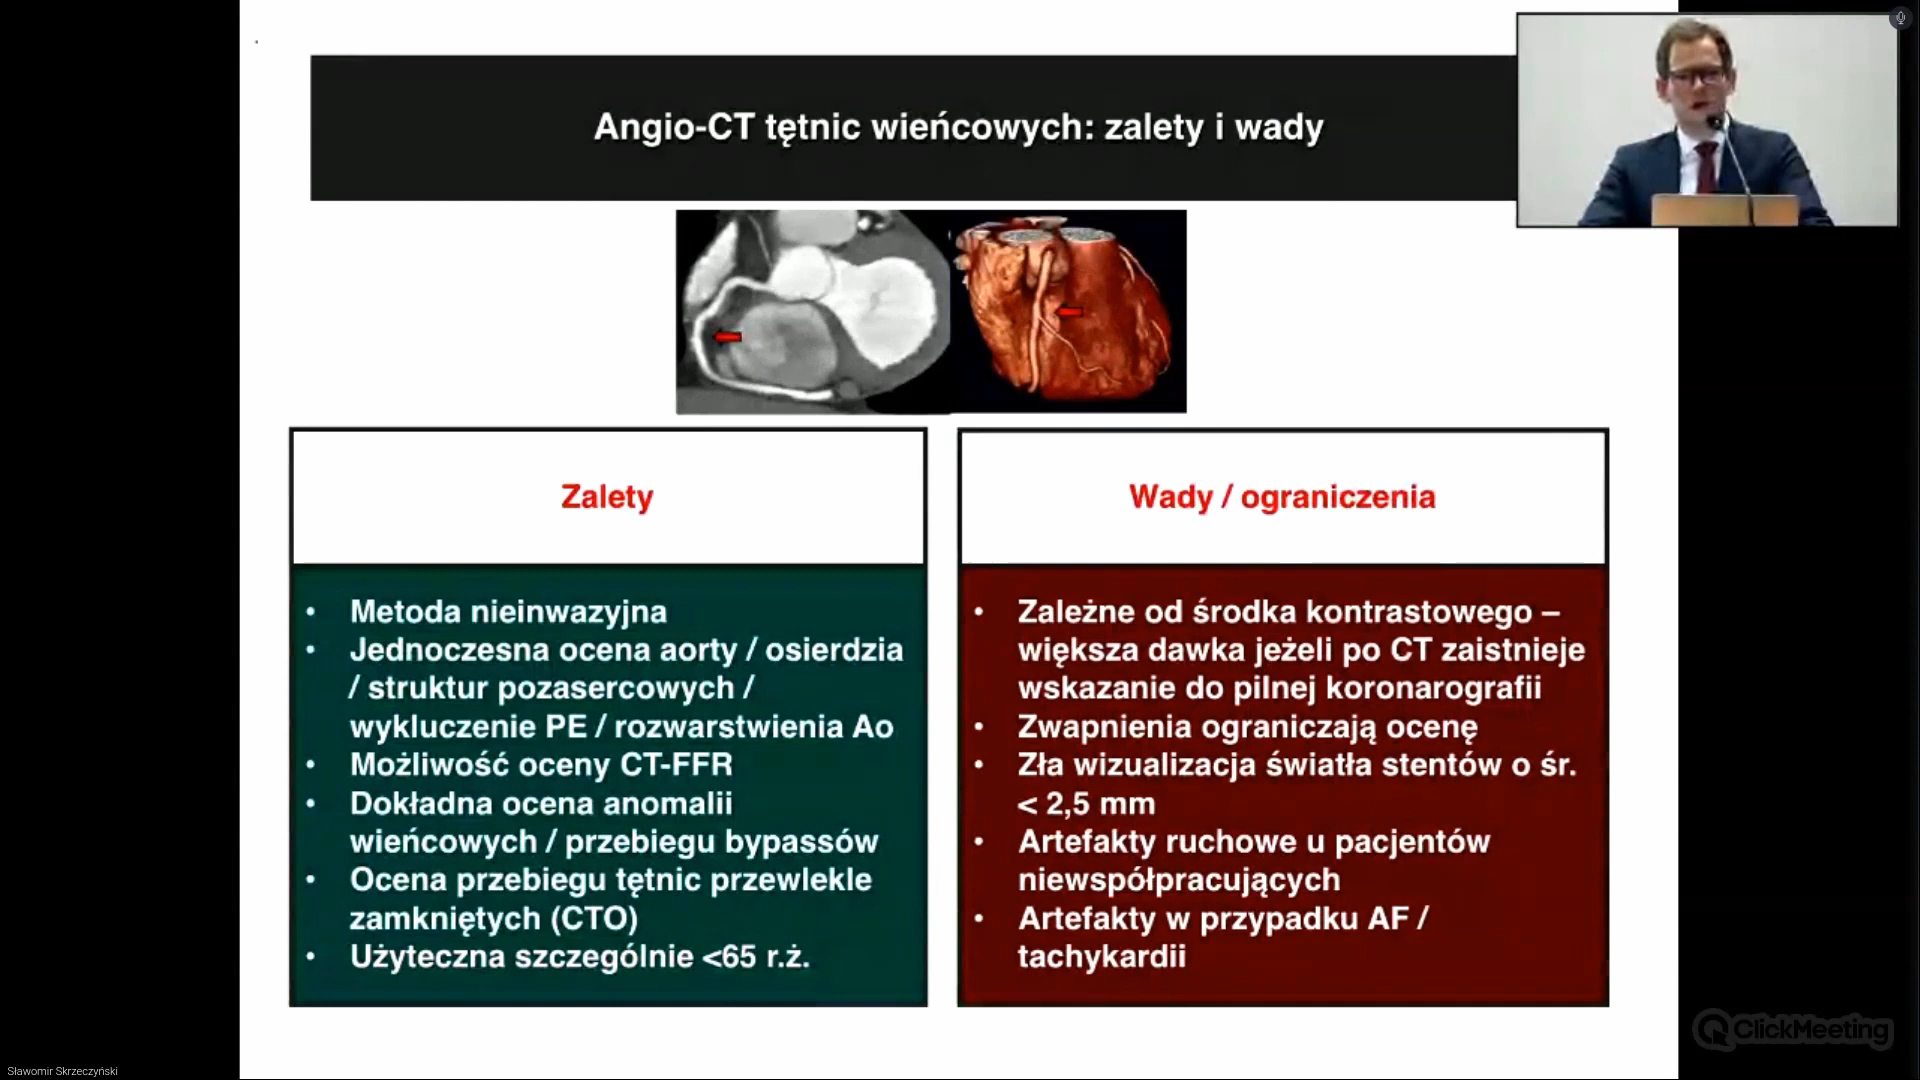 Angio-CT tętnic wieńcowych: zalety i wady
Zalety
• Metoda nieinwazyjna
• Jednoczesna ocena aorty / osierdzia
/ struktur pozasercowych /
wykluczenie PE / rozwarstwienia Ao
• Możliwość oceny CT-FFR
• Dokładna ocena anomalii
wieńcowych / przebiegu bypassów
• Ocena przebiegu tętnic przewlekle
zamkniętych (CTO)
• Użyteczna szczególnie <65 r.ż.
Wady / ograniczenia
• Zależne od środka kontrastowego –
większa dawka jeżeli po CT zaistnieje
wskazanie do pilnej koronarografii
• Zwapnienia ograniczają ocenę
• Zła wizualizacja światła stentów o śr.
< 2,5 mm
• Artefakty ruchowe u pacjentów
niewspółpracujących
• Artefakty w przypadku AF /
tachykardii
ClickMeeting
Sławomir Skrzeczyński